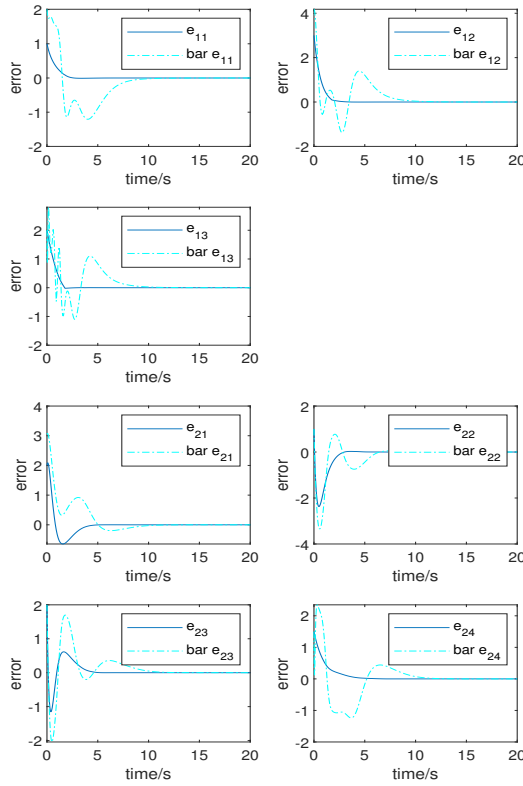 2
1
0
-1
-2
error
e11
bar e11
0 5 10 15 20
time/s
4
2
0
-2
error
e12
bar e12
0 5 10 15 20
time/s
2
1
0
-1
-2
error
e13
bar e13
0 5 10 15 20
time/s
4
3
2
1
0
error
e21
bar e21
0 5 10 15 20
time/s
0
-2
-4
error
e22
bar e22
0 5 10 15 20
time/s
2
1
0
-1
-2
error
e23
bar e23
0 5 10 15 20
time/s
2
1
0
-1
-2
error
e24
bar e24
0 5 10 15 20
time/s